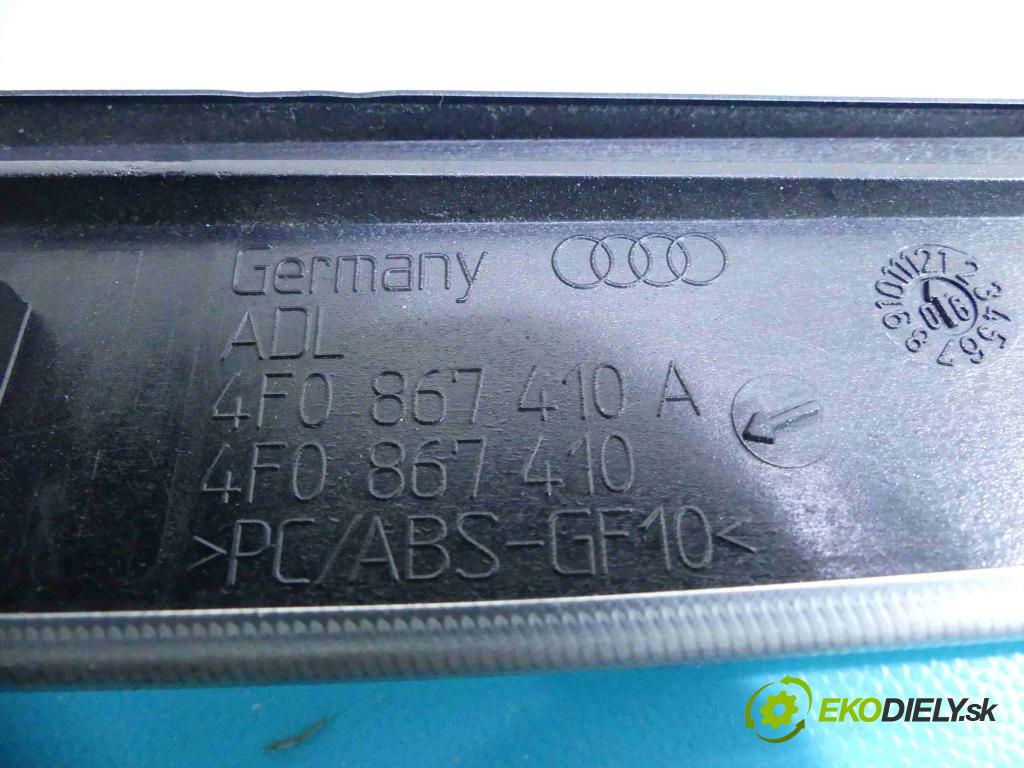 Germany
ADL
4F0 867 410 A
4F0 867 410
>PC/ABS-GF10<
EKODIELY.sk